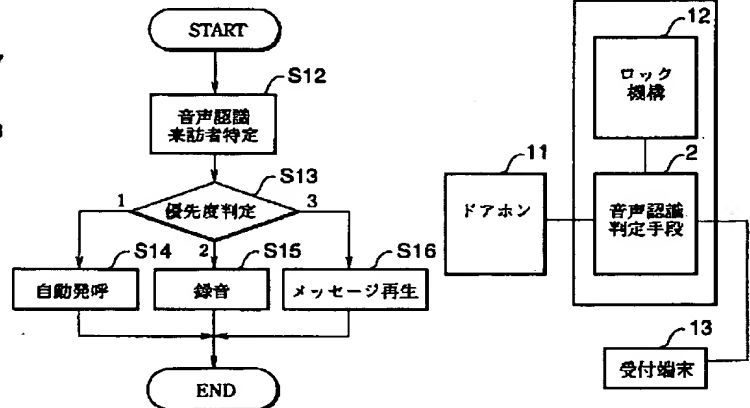 START
S12
音声認識
来訪者特定
S13
1
優先度判定
3
2
S14
自動発呼
S15
録音
S16
メッセージ再生
END
12
ロック
機構
11
ドアホン
2
音声認識
判定手段
13
受付端末